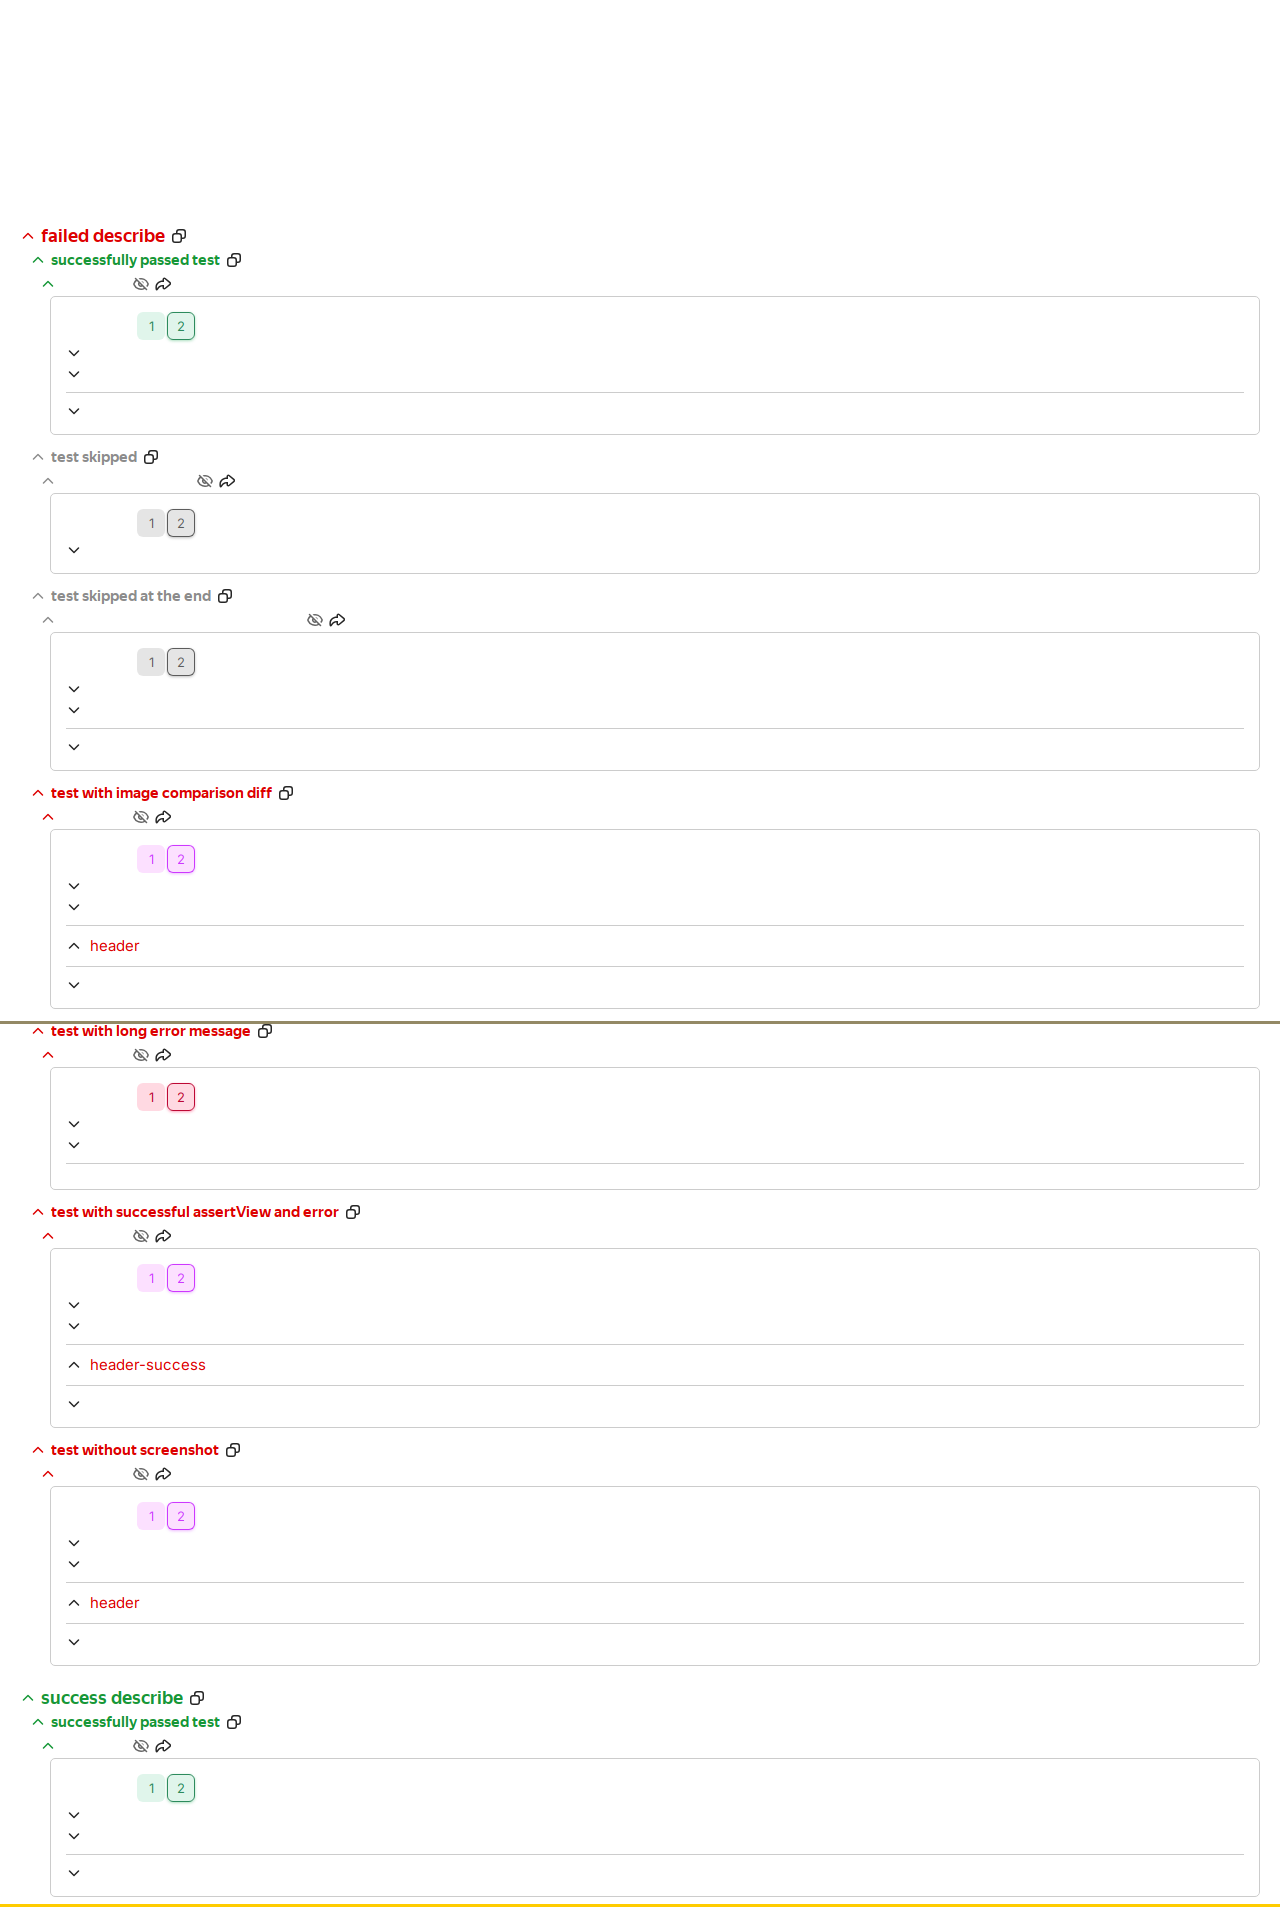 failed describe
successfully passed test
1 2
test skipped
1 2
test skipped at the end
1 2
test with image comparison diff
1 2
header
test with long error message
1 2
test with successful assertView and error
1 2
header-success
test without screenshot
1 2
header
success describe
successfully passed test
1 2